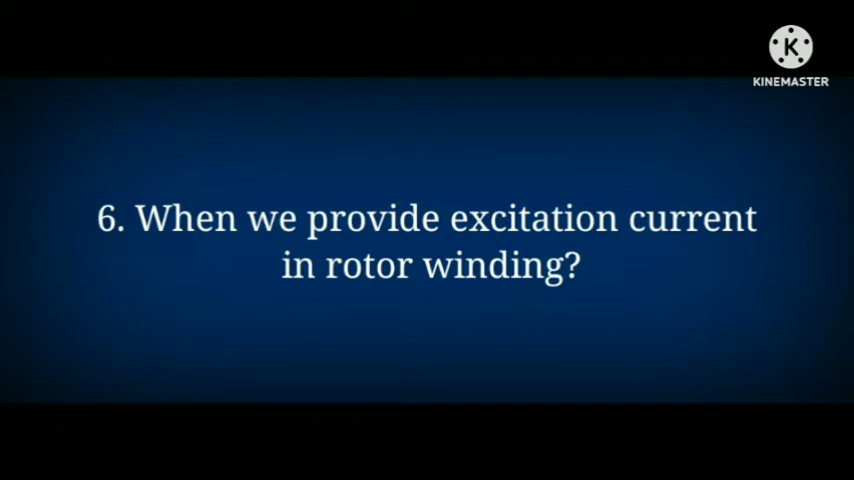 K
KINEMASTER
6. When we provide excitation current
in rotor winding?